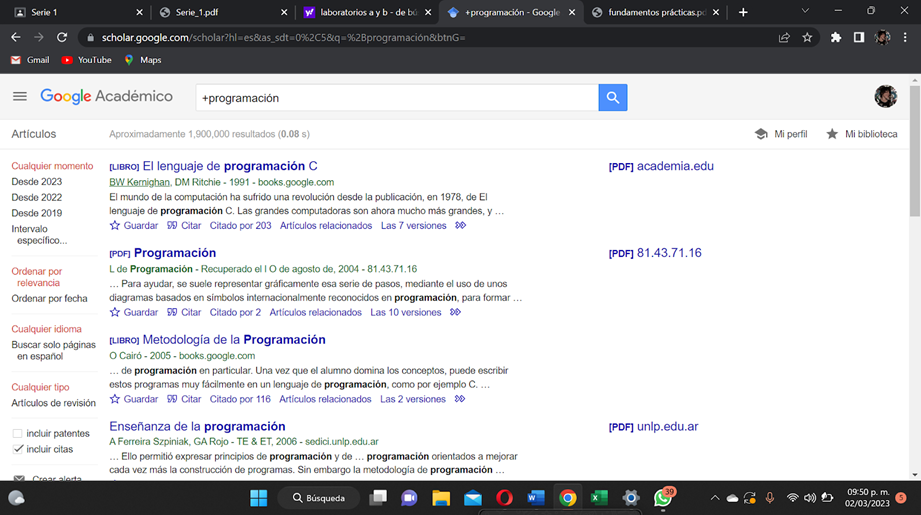 Serie 1
Serie_1.pdf
laboratorios a y b - de bú
+programación - Google
fundamentos prácticas.pd
scholar.google.com/scholar?hl=es&as_sdt=0%2C5&q=%2Bprogramación&btnG=
Gmail
YouTube
Maps
Google Académico
+programación
Artículos
Aproximadamente 1,900,000 resultados (0.08 s)
Mi perfil
Mi biblioteca
Cualquier momento
Desde 2023
Desde 2022
Desde 2019
Intervalo
específico...
Ordenar por
relevancia
Ordenar por fecha
Cualquier idioma
Buscar solo páginas
en español
Cualquier tipo
Artículos de revisión
incluir patentes
incluir citas
Crear alerta
[LIBRO] El lenguaje de programación C
BW Kernighan, DM Ritchie - 1991 - books.google.com
El mundo de la computación ha sufrido una revolución desde la publicación, en 1978, de El
lenguaje de programación C. Las grandes computadoras son ahora mucho más grandes, y …
Guardar Citar Citado por 203 Artículos relacionados Las 7 versiones
[PDF] academia.edu
[PDF] Programación
L de Programación - Recuperado el I O de agosto de, 2004 - 81.43.71.16
… Para ayudar, se suele representar gráficamente esa serie de pasos, mediante el uso de unos
diagramas basados en símbolos internacionalmente reconocidos en programación, para formar …
Guardar Citar Citado por 2 Artículos relacionados Las 10 versiones
[PDF] 81.43.71.16
[LIBRO] Metodología de la Programación
O Cairó - 2005 - books.google.com
… de programación en particular. Una vez que el alumno domina los conceptos, puede escribir
estos programas muy fácilmente en un lenguaje de programación, como por ejemplo C. …
Guardar Citar Citado por 116 Artículos relacionados Las 2 versiones
Enseñanza de la programación
A Ferreira Szpiniak, GA Rojo - TE & ET, 2006 - sedici.unlp.edu.ar
… Ello permitió expresar principios de programación y de … programación orientados a mejorar
cada vez más la construcción de programas. Sin embargo la metodología de programación …
[PDF] unlp.edu.ar
Búsqueda
39
09:50 p. m.
02/03/2023
5